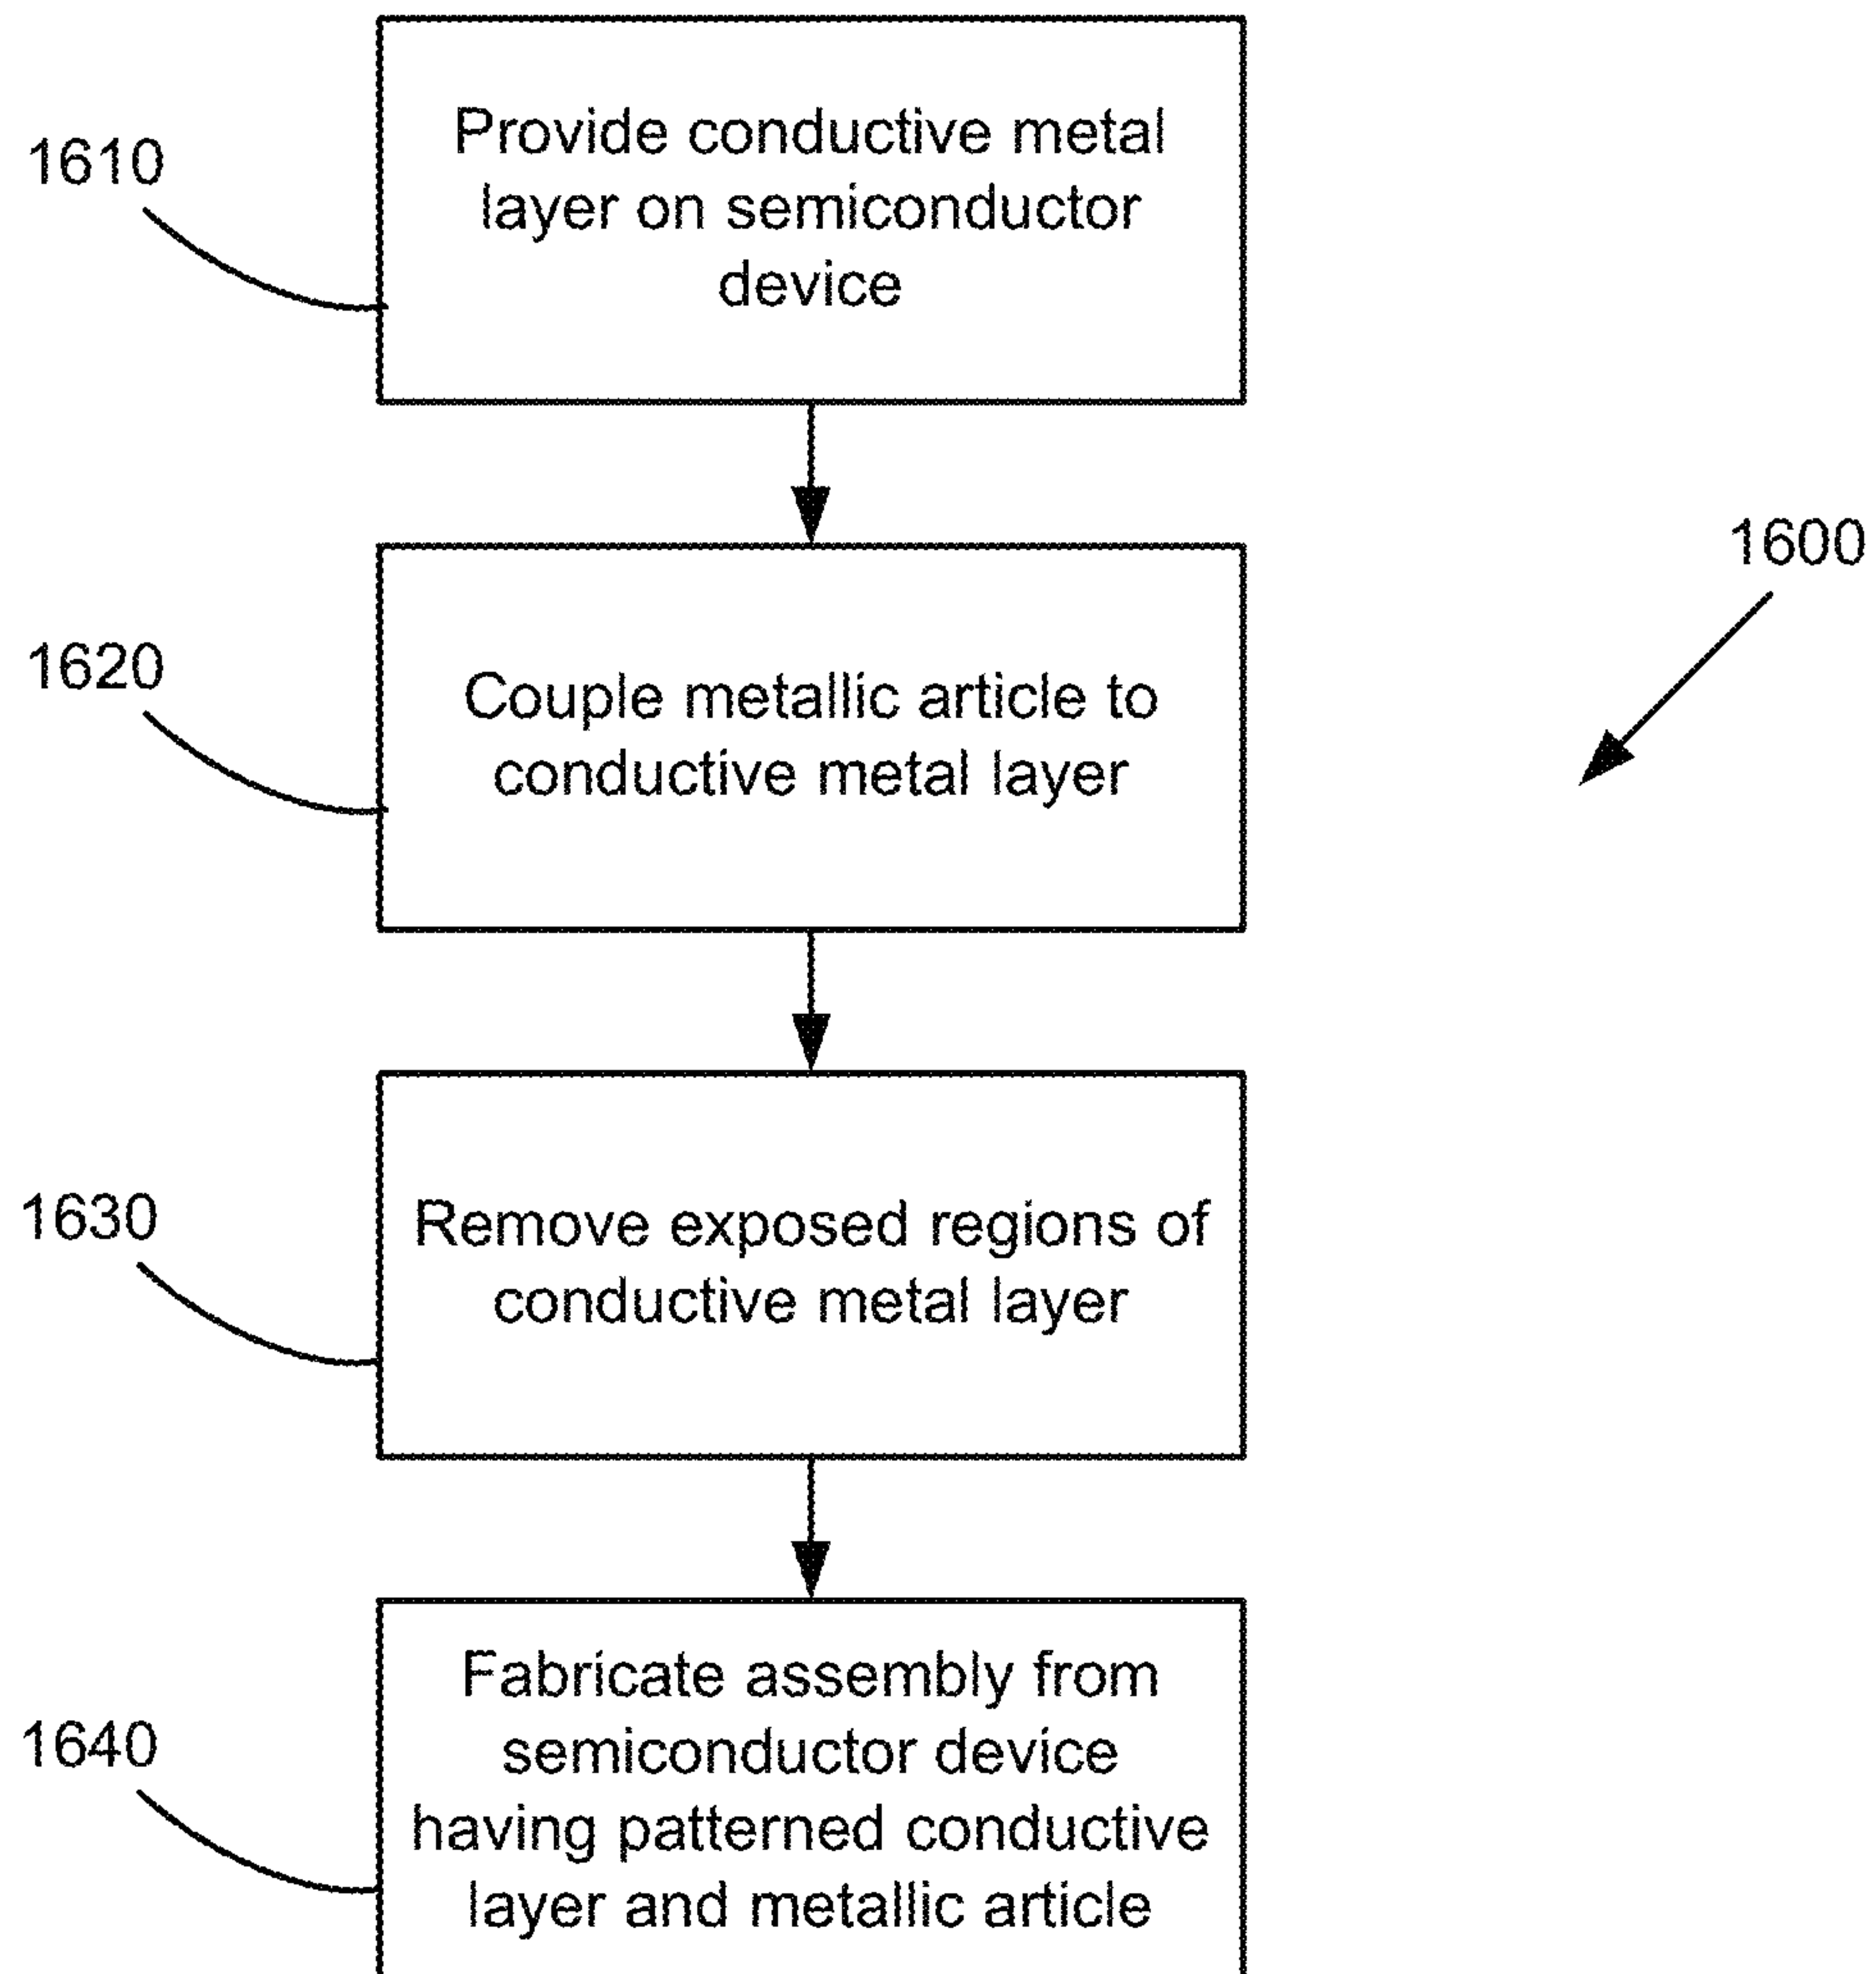 1610
Provide conductive metal
layer on semiconductor
device
1600
1620
Couple metallic article to
conductive metal layer
1630
Remove exposed regions of
conductive metal layer
1640
Fabricate assembly from
semiconductor device
having patterned conductive
layer and metallic article